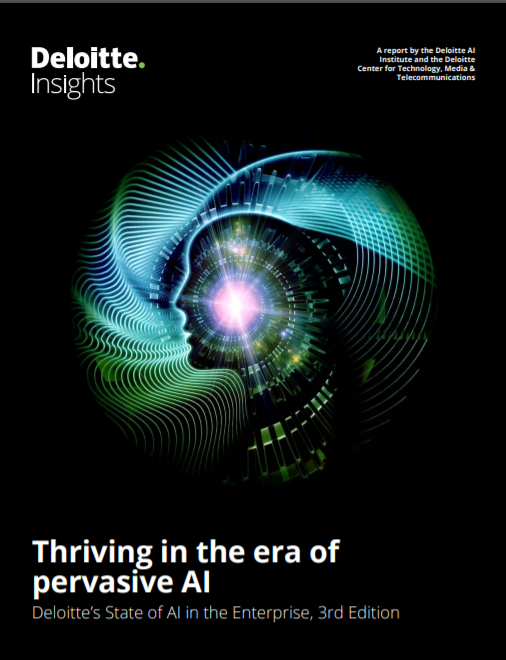 Deloitte.
Insights
A report by the Deloitte AI
Institute and the Deloitte
Center for Technology, Media &
Telecommunications
Thriving in the era of
pervasive AI
Deloitte’s State of AI in the Enterprise, 3rd Edition